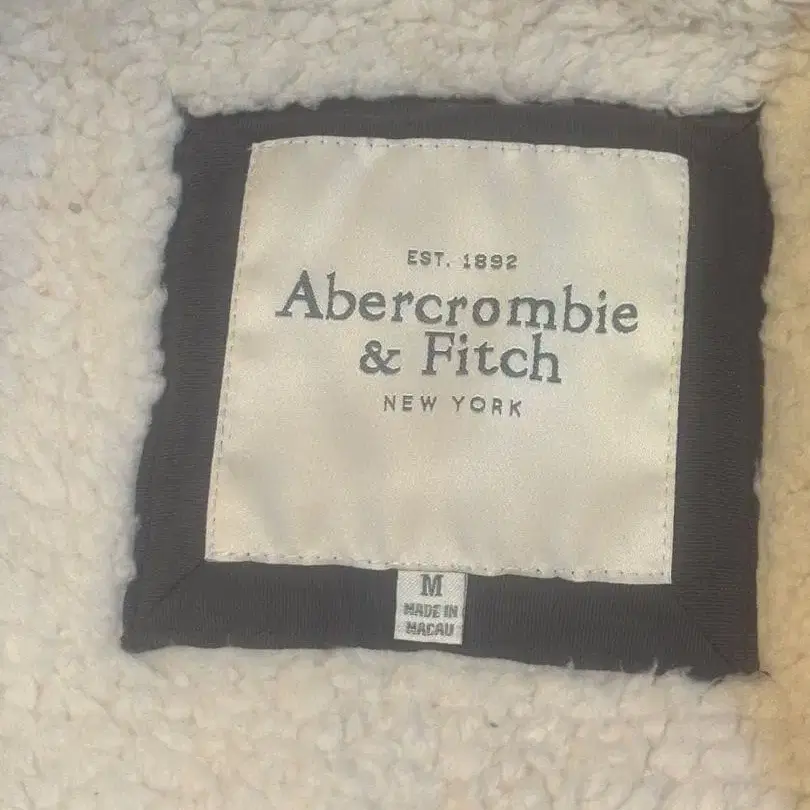 EST. 1892
Abercrombie
& Fitch
NEW YORK
M
MADE IN
MACAU